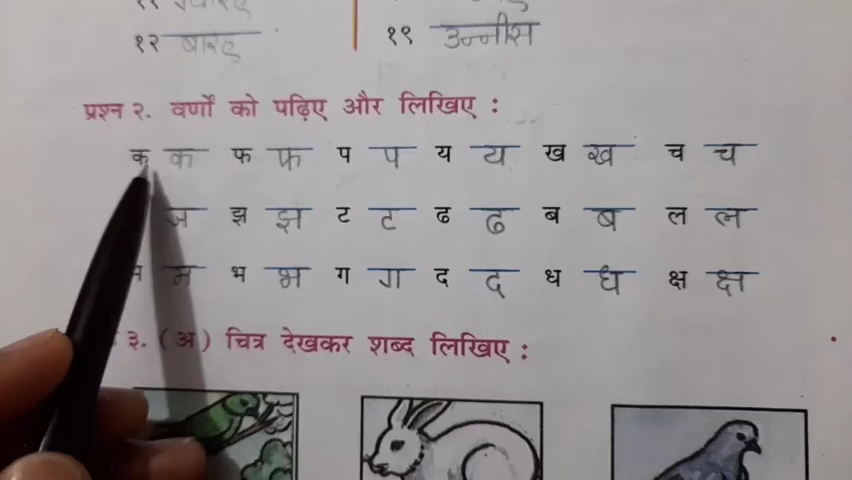 १२ बारह १९ उन्नीस
प्रश्न २. वर्णों को पढ़िए और लिखिए :
क क फ फ प प य य ख ख च च
ज झ झ ट ट ढ ढ ब ब ल ल
म म भ भ ग ग द द ध ध क्ष क्ष
३. (अ) चित्र देखकर शब्द लिखिए :